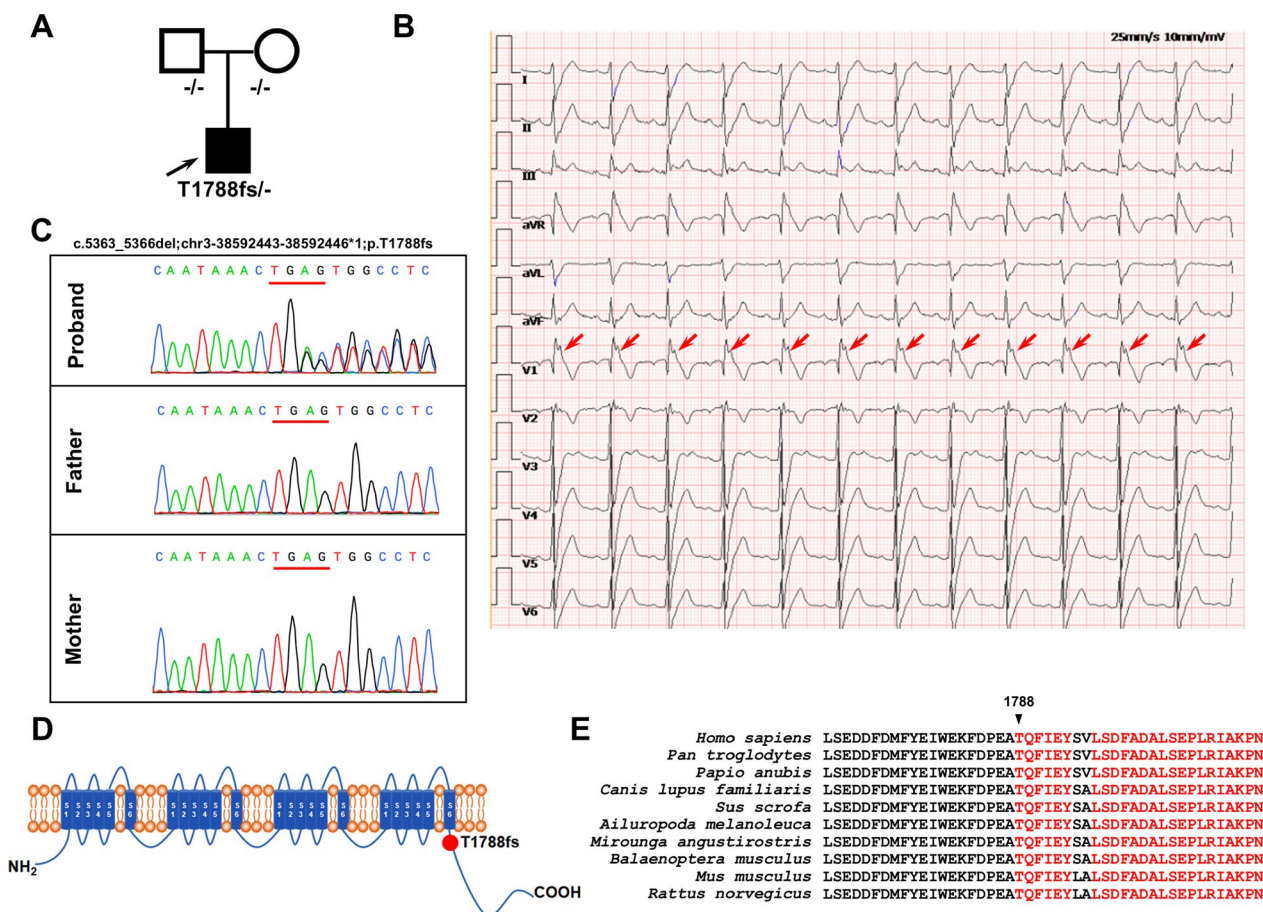 A
-/-
-/-
T1788fs/-
B
25mm/s 10mm/mV
I
II
III
aVR
aVL
aVF
V1
V2
V3
V4
V5
V6
C
c.5363_5366del;chr3-38592443-38592446*1;p.T1788fs
Proband
C A A T A A A C T G A G T G G C C T C
Father
C A A T A A A C T G A G T G G C C T C
Mother
C A A T A A A C T G A G T G G C C T C
D
S1 S2 S3 S4 S5 S6
S1 S2 S3 S4 S5 S6
S1 S2 S3 S4 S5 S6
S1 S2 S3 S4 S5 S6
T1788fs
NH2
COOH
E
1788
Homo sapiens LSEDDFDMFYEIWEKFDPEATQFIEYSVLSDFADALSEPLRIAKPN
Pan troglodytes LSEDDFDMFYEIWEKFDPEATQFIEYSVLSDFADALSEPLRIAKPN
Papio anubis LSEDDFDMFYEIWEKFDPEATQFIEYSVLSDFADALSEPLRIAKPN
Canis lupus familiaris LSEDDFDMFYEIWEKFDPEATQFIEYSALSDFADALSEPLRIAKPN
Sus scrofa LSEDDFDMFYEIWEKFDPEATQFIEYSALSDFADALSEPLRIAKPN
Ailuropoda melanoleuca LSEDDFDMFYEIWEKFDPEATQFIEYSALSDFADALSEPLRIAKPN
Mirounga angustirostris LSEDDFDMFYEIWEKFDPEATQFIEYSALSDFADALSEPLRIAKPN
Balaenoptera musculus LSEDDFDMFYEIWEKFDPEATQFIEYSALSDFADALSEPLRIAKPN
Mus musculus LSEDDFDMFYEIWEKFDPEATQFIEYLALSDFADALSEPLRIAKPN
Rattus norvegicus LSEDDFDMFYEIWEKFDPEATQFIEYLALSDFADALSEPLRIAKPN